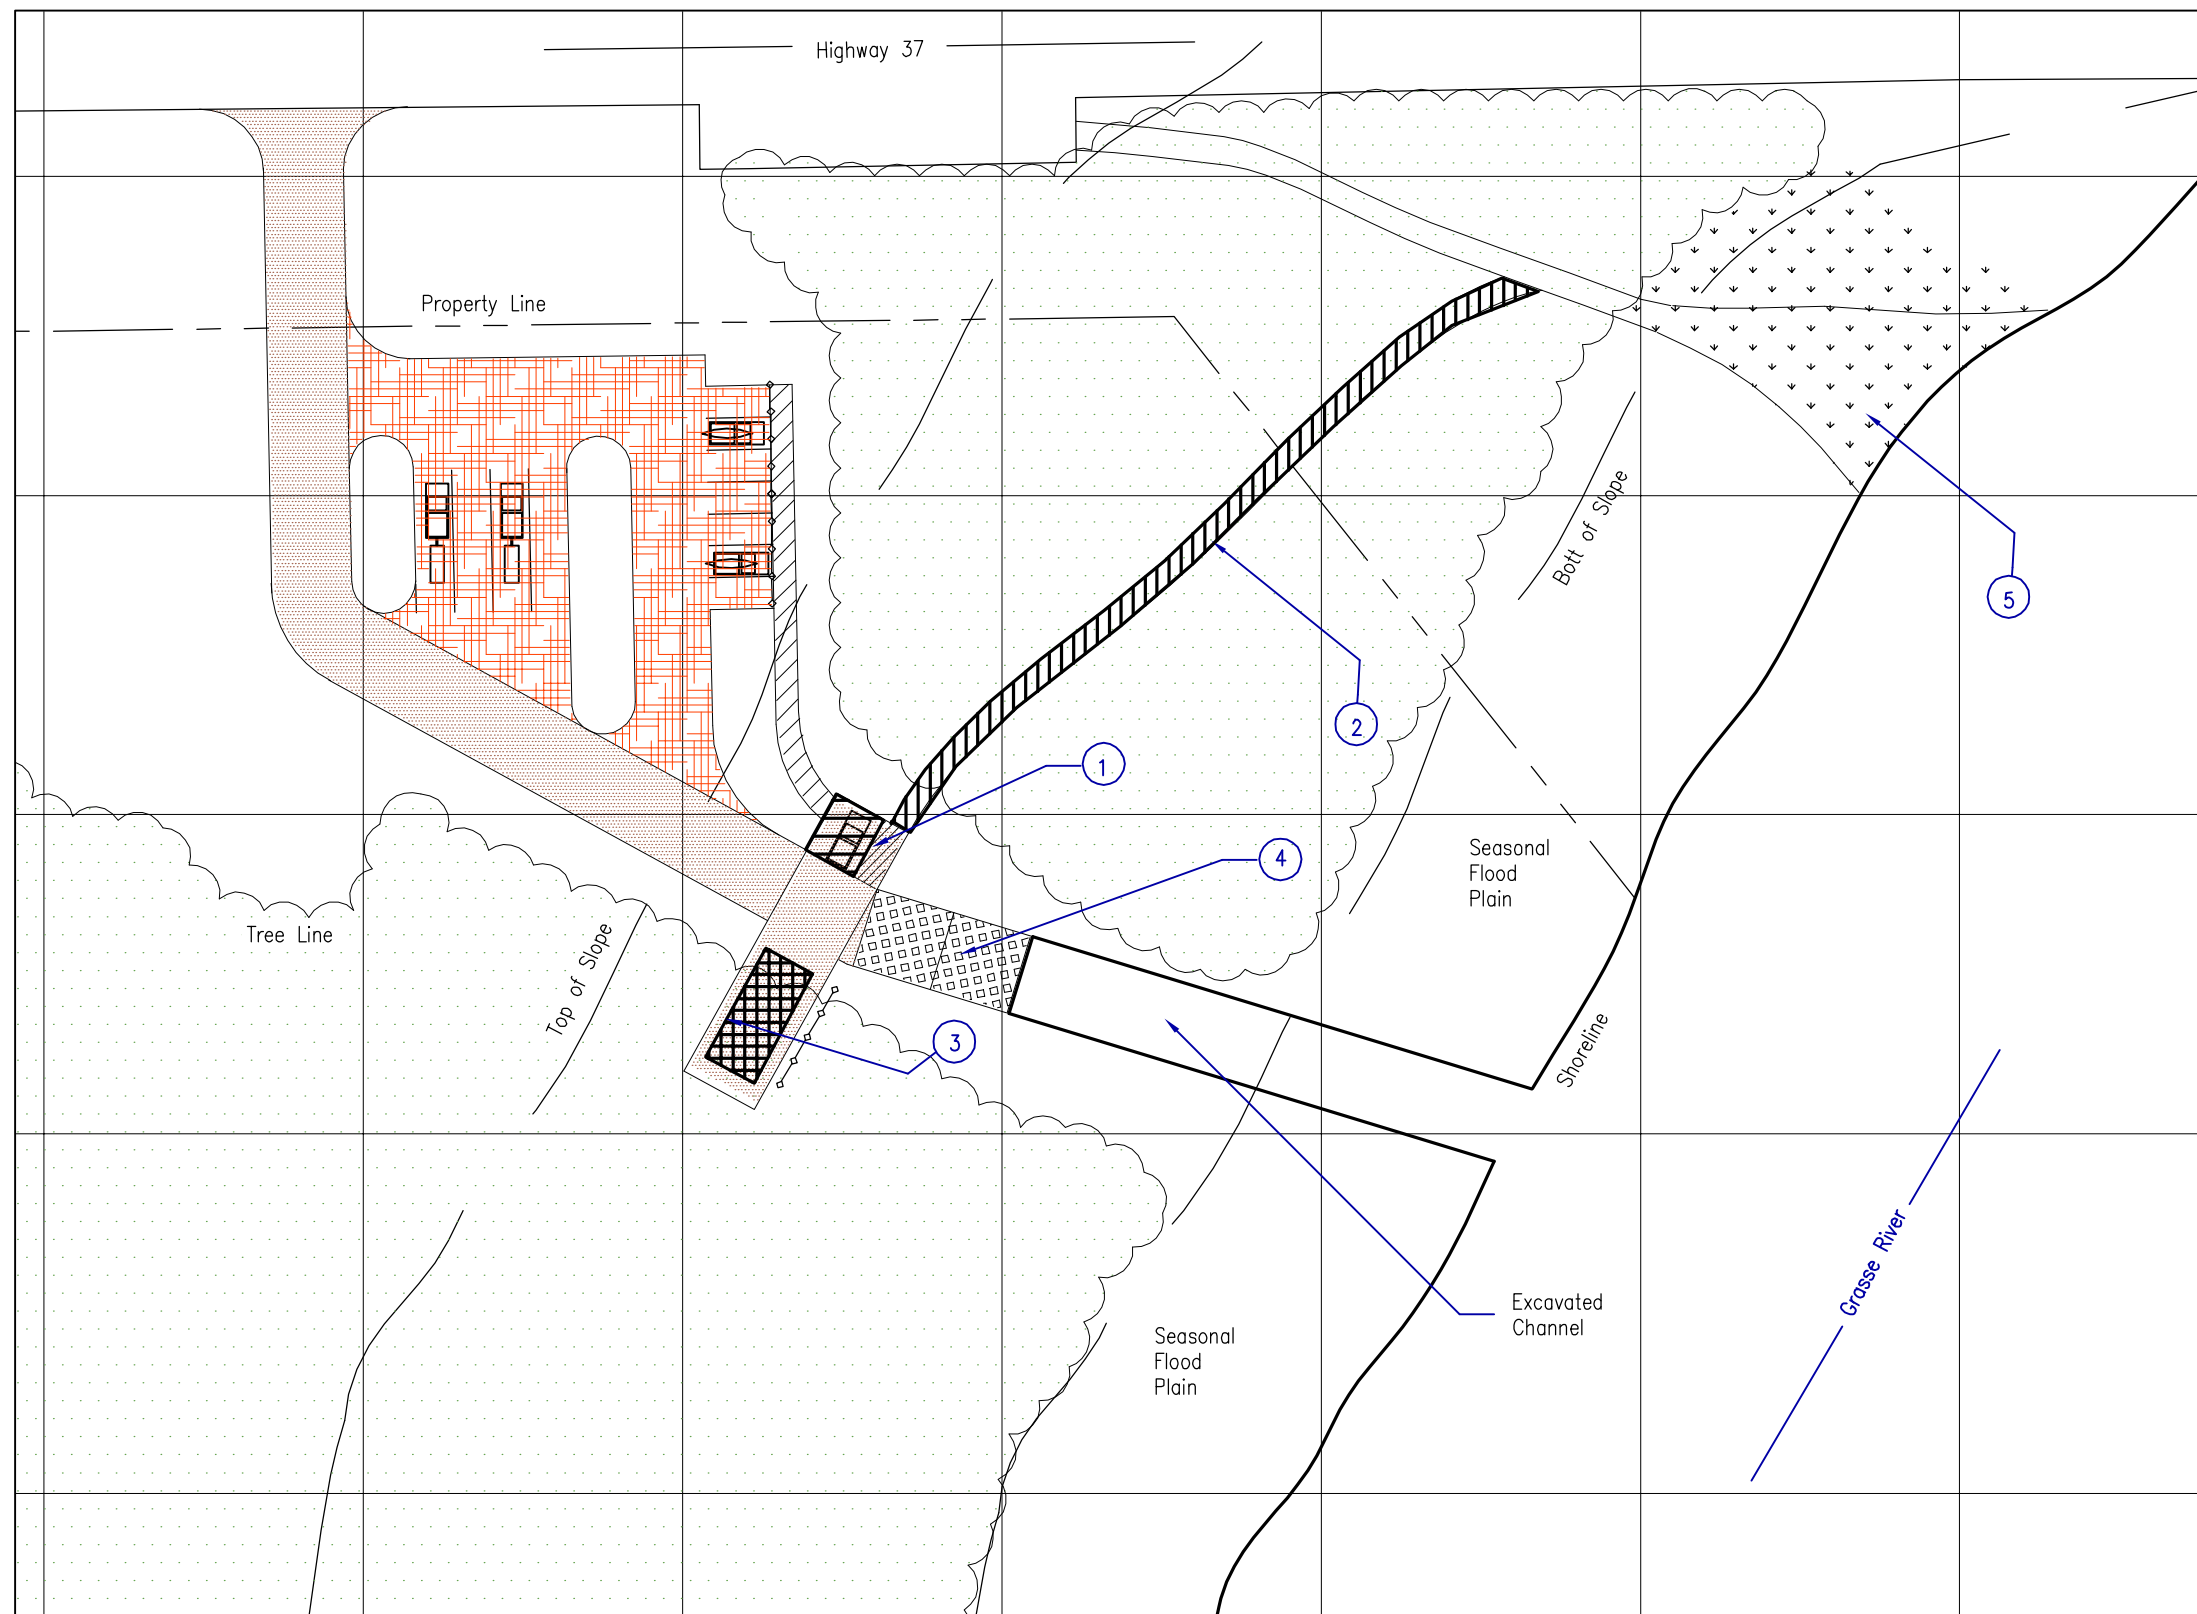 Highway 37
Property Line
Bott of Slope
5
2
1
4
Seasonal
Flood
Plain
Tree Line
Top of Slope
3
Shoreline
Grasse River
Excavated
Channel
Seasonal
Flood
Plain